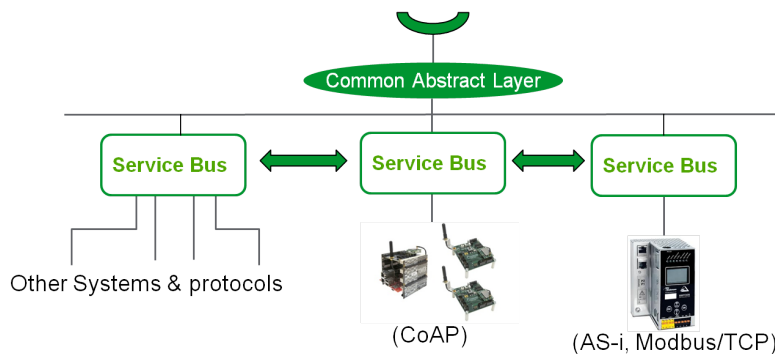 Common Abstract Layer
Service Bus
Service Bus
Service Bus
Other Systems & protocols
(CoAP)
(AS-i, Modbus/TCP)